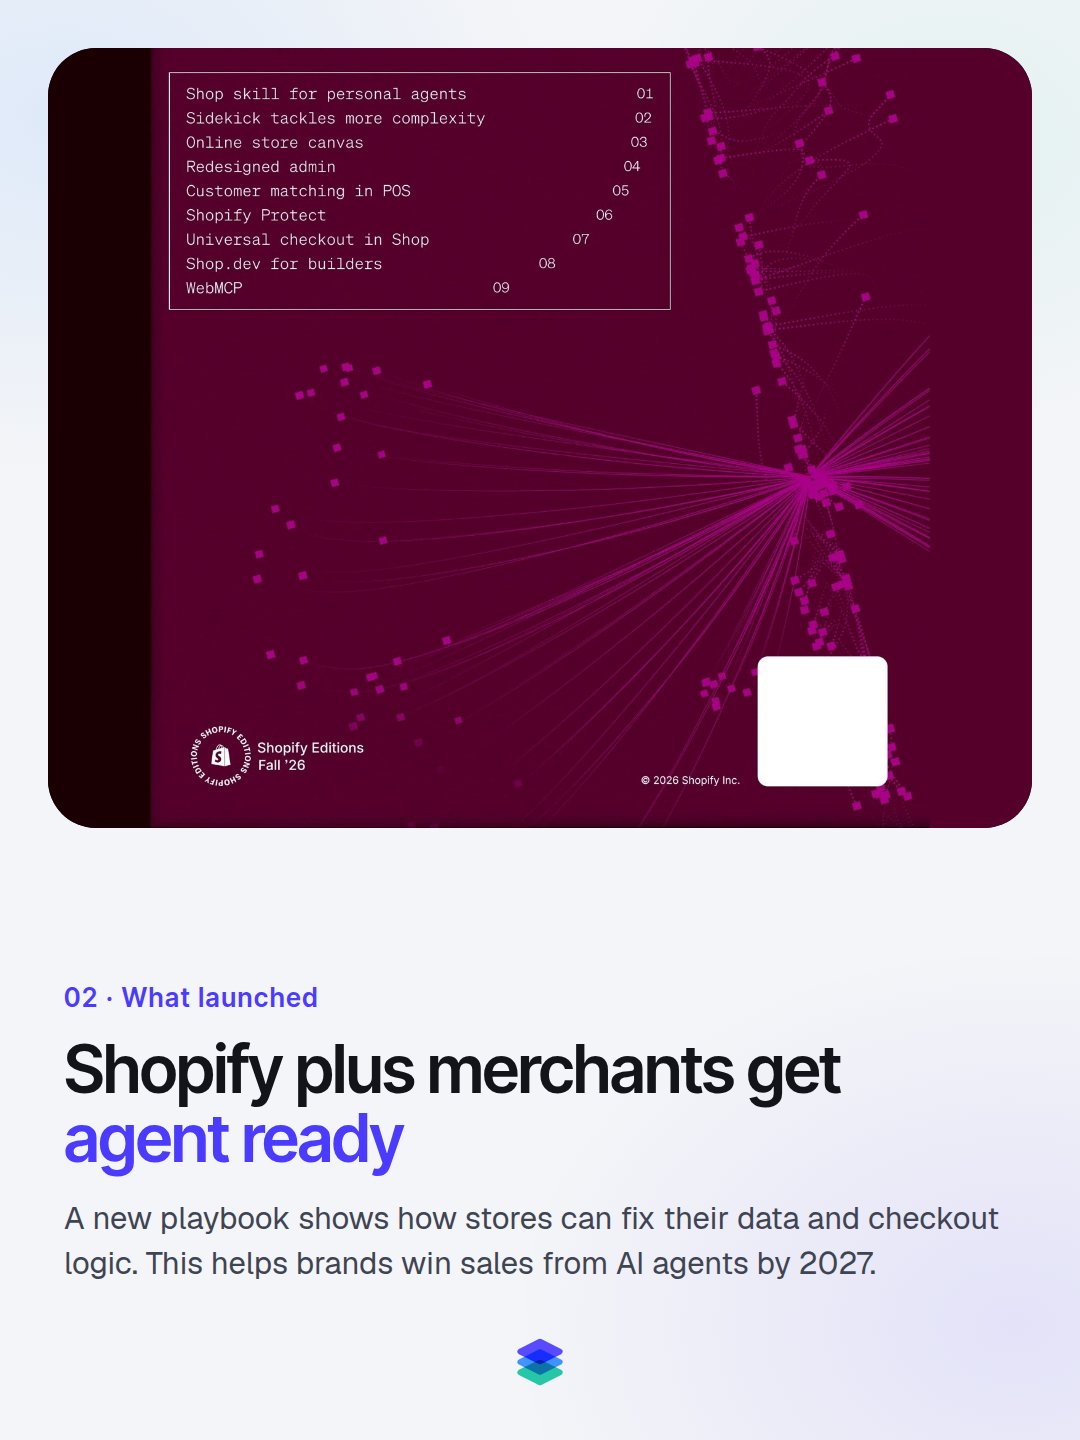 Shop skill for personal agents 01
Sidekick tackles more complexity 02
Online store canvas 03
Redesigned admin 04
Customer matching in POS 05
Shopify Protect 06
Universal checkout in Shop 07
Shop.dev for builders 08
WebMCP 09
SHOPIFY EDITIONS SHOPIFY EDITIONS
Shopify Editions
Fall ’26
© 2026 Shopify Inc.
02 · What launched
Shopify plus merchants get
agent ready
A new playbook shows how stores can fix their data and checkout
logic. This helps brands win sales from AI agents by 2027.